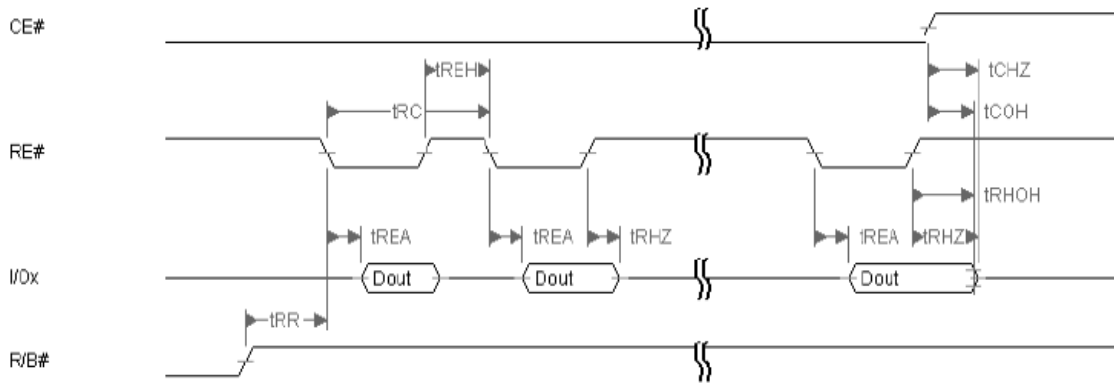 CE#
tREH
tCHZ
tRC
tCOH
RE#
tRHOH
tREA
tREA
tRHZ
tREA
tRHZ
I/Ox
Dout
Dout
Dout
tRR
R/B#